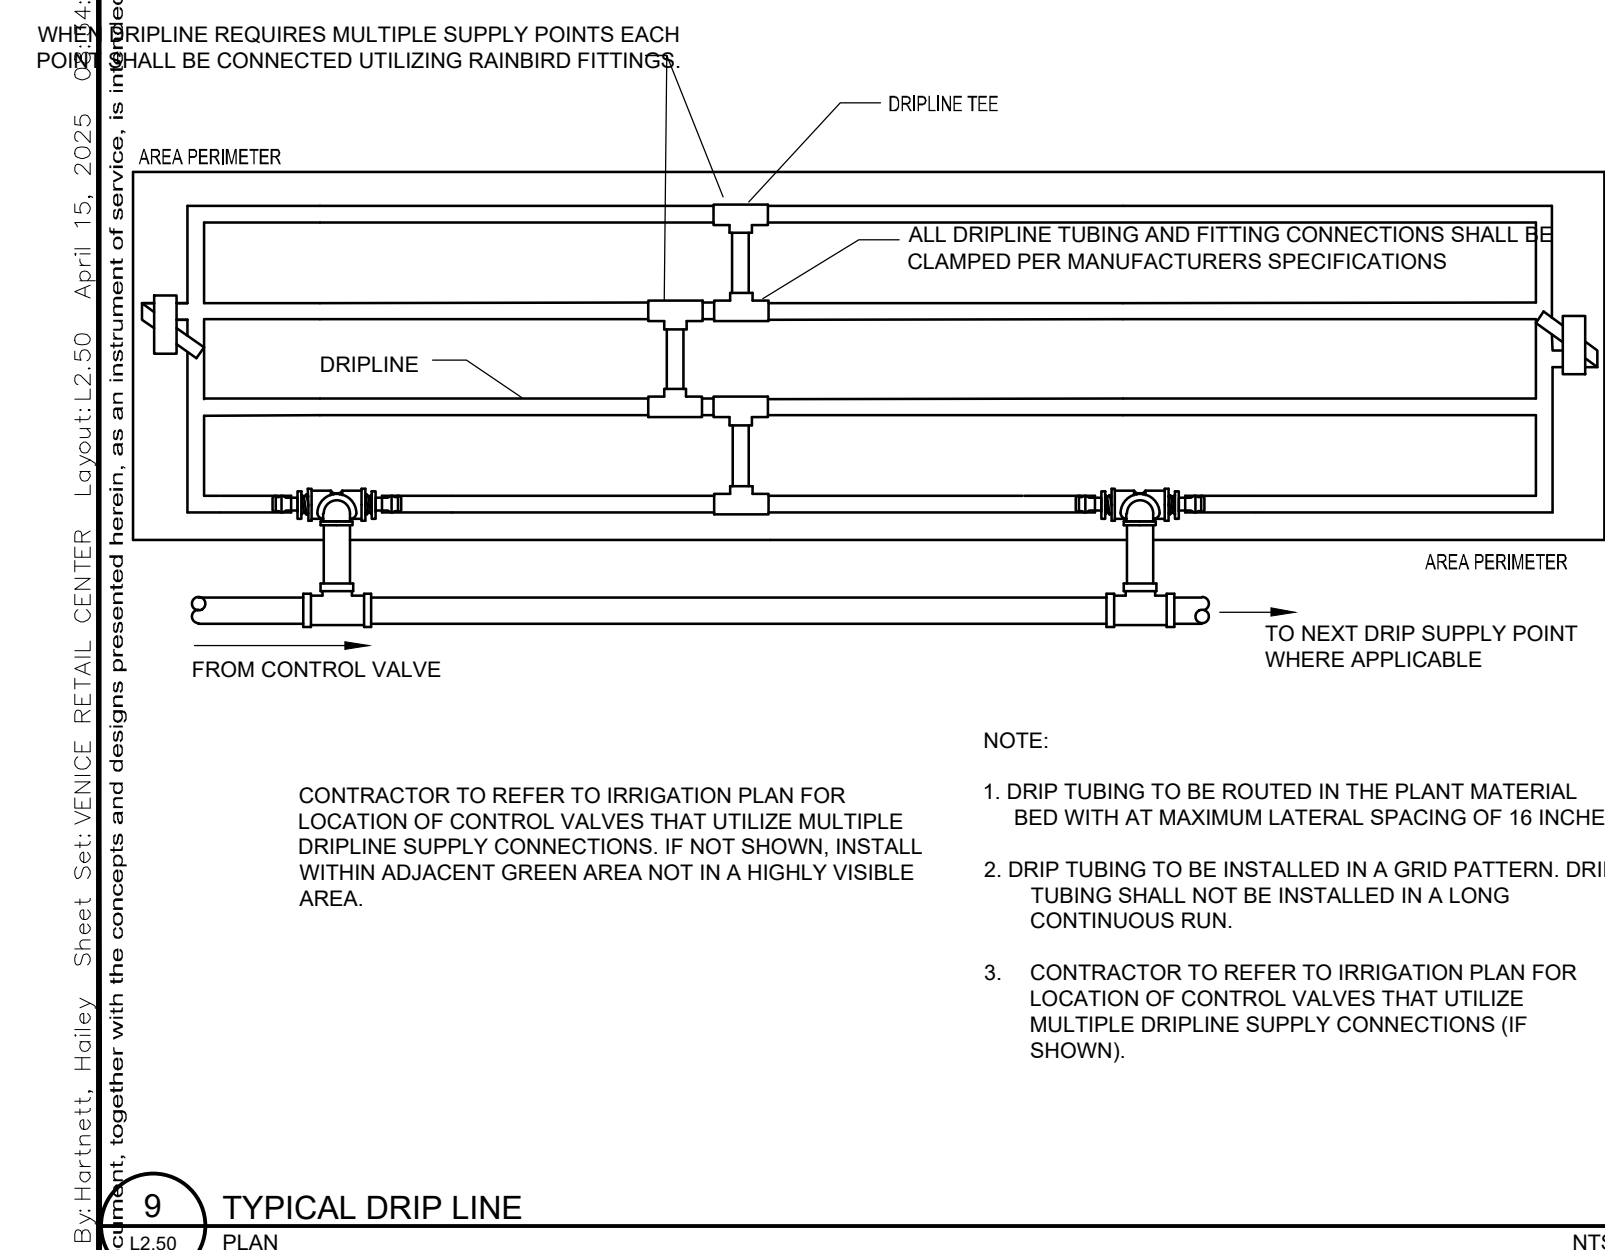 WHEN DRIPLINE REQUIRES MULTIPLE SUPPLY POINTS EACH
POINT SHALL BE CONNECTED UTILIZING RAINBIRD FITTINGS.
DRIPLINE TEE
AREA PERIMETER
ALL DRIPLINE TUBING AND FITTING CONNECTIONS SHALL BE
CLAMPED PER MANUFACTURERS SPECIFICATIONS
DRIPLINE
AREA PERIMETER
TO NEXT DRIP SUPPLY POINT
WHERE APPLICABLE
FROM CONTROL VALVE
CONTRACTOR TO REFER TO IRRIGATION PLAN FOR
LOCATION OF CONTROL VALVES THAT UTILIZE MULTIPLE
DRIPLINE SUPPLY CONNECTIONS. IF NOT SHOWN, INSTALL
WITHIN ADJACENT GREEN AREA NOT IN A HIGHLY VISIBLE
AREA.
NOTE:
1. DRIP TUBING TO BE ROUTED IN THE PLANT MATERIAL
BED WITH AT MAXIMUM LATERAL SPACING OF 16 INCHE
2. DRIP TUBING TO BE INSTALLED IN A GRID PATTERN. DRI
TUBING SHALL NOT BE INSTALLED IN A LONG
CONTINUOUS RUN.
3. CONTRACTOR TO REFER TO IRRIGATION PLAN FOR
LOCATION OF CONTROL VALVES THAT UTILIZE
MULTIPLE DRIPLINE SUPPLY CONNECTIONS (IF
SHOWN).
9
L2.50
TYPICAL DRIP LINE
PLAN
NTS
By: Hartnett, Hailey Sheet Set: VENICE RETAIL CENTER Layout: L2.50 April 15, 2025
cument, together with the concepts and designs presented herein, as an instrument of service, is intended